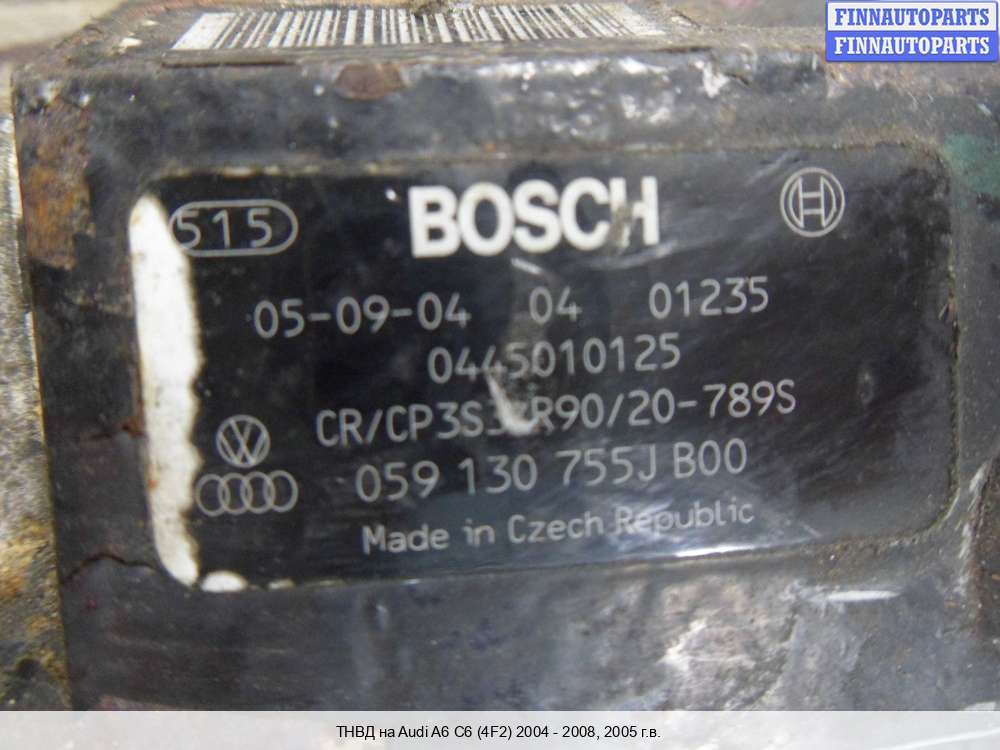 FINNAUTOPARTS
FINNAUTOPARTS
515
BOSCH
05-09-04 04 01235
0445010125
789S
059 130 755J B00
Made in Czech Republic
ТНВД на Audi A6 C6 (4F2) 2004 - 2008, 2005 г.в.